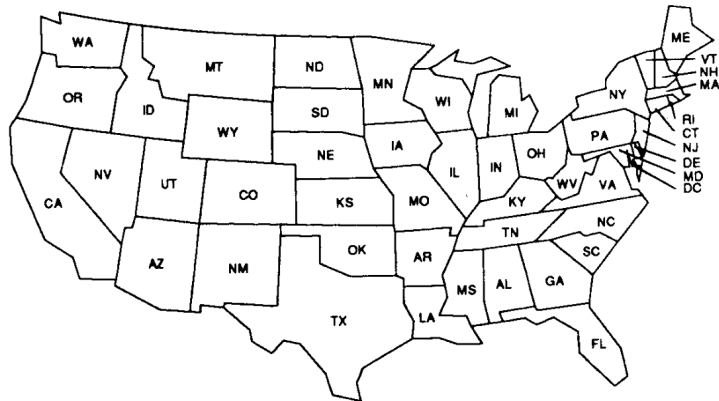 WA
MT
ND
MN
ME
VT
NH
MA
OR
ID
WY
SD
WI
MI
NY
RI
CT
NJ
DE
MD
DC
NV
UT
CO
NE
IA
IL
IN
OH
PA
WV
VA
CA
KS
MO
KY
AZ
NM
OK
AR
TN
NC
SC
TX
LA
MS
AL
GA
FL